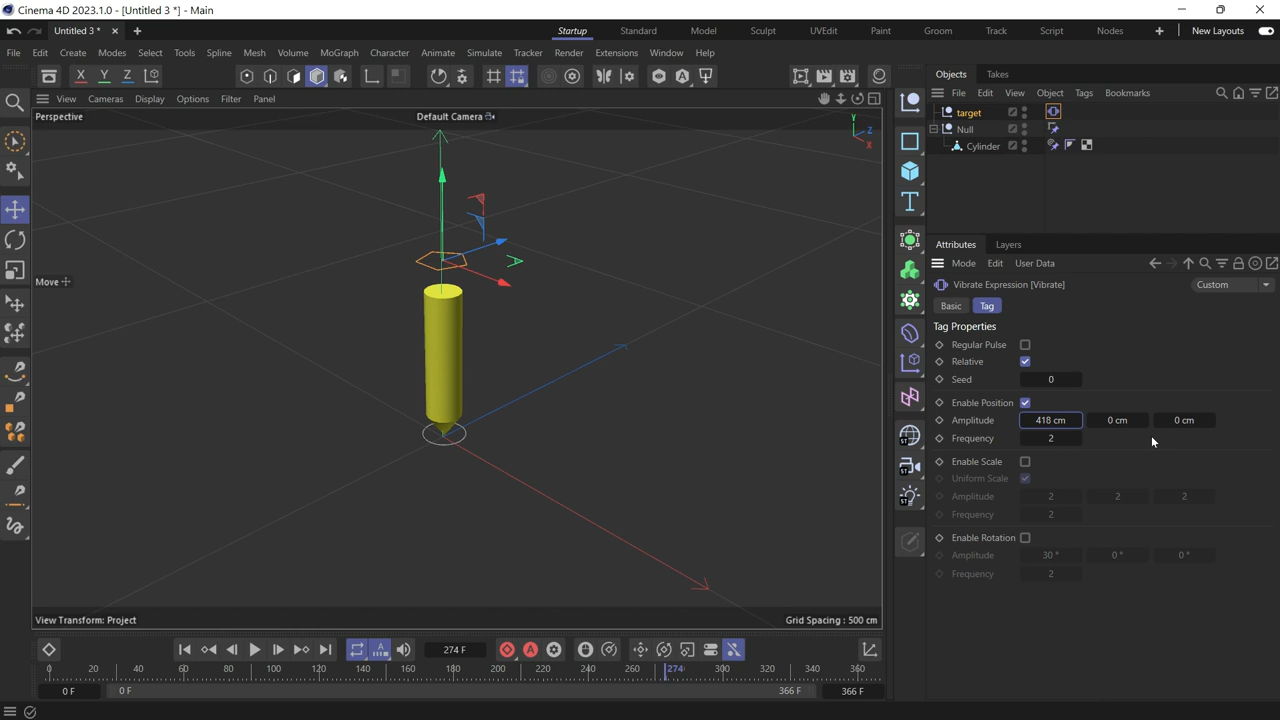 Cinema 4D 2023.1.0 - [Untitled 3 *] - Main
Untitled 3 *
Startup Standard Model Sculpt UVEdit Paint Groom Track Script Nodes New Layouts
File Edit Create Modes Select Tools Spline Mesh Volume MoGraph Character Animate Simulate Tracker Render Extensions Window Help
X Y Z
Objects Takes
View Cameras Display Options Filter Panel
File Edit View Object Tags Bookmarks
Perspective
Default Camera
Y
Z
X
target
Null
Cylinder
Move
Attributes Layers
Mode Edit User Data
Vibrate Expression [Vibrate]
Custom
Basic Tag
Tag Properties
Regular Pulse
Relative
Seed 0
Enable Position
Amplitude 418 cm 0 cm 0 cm
Frequency 2
Enable Scale
Uniform Scale
Amplitude 2 2 2
Frequency 2
Enable Rotation
Amplitude 30 ° 0 ° 0 °
Frequency 2
ST
ST
ST
View Transform: Project
Grid Spacing : 500 cm
274 F
0 20 40 60 80 100 120 140 160 180 200 220 240 260 274 300 320 340 360
0 F
0 F
366 F
366 F